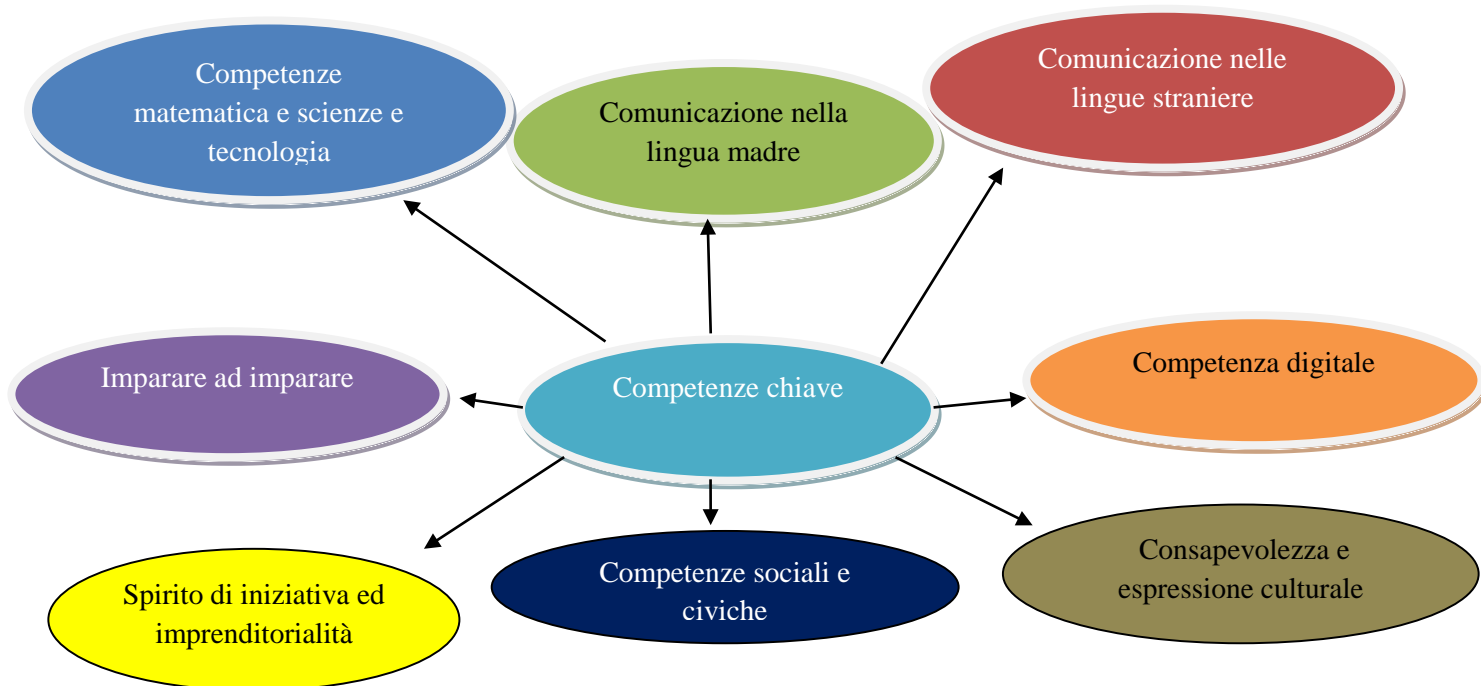 Competenze
matematica e scienze e
tecnologia
Comunicazione nella
lingua madre
Comunicazione nelle
lingue straniere
Imparare ad imparare
Competenze chiave
Competenza digitale
Spirito di iniziativa ed
imprenditorialità
Competenze sociali e
civiche
Consapevolezza e
espressione culturale